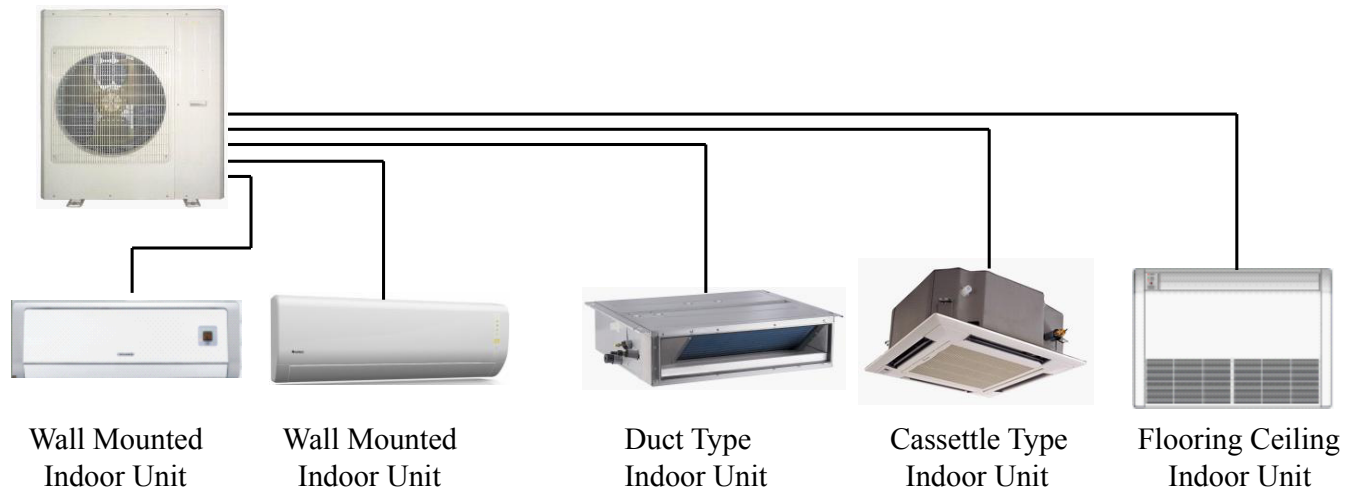 Wall Mounted
Indoor Unit
Wall Mounted
Indoor Unit
Duct Type
Indoor Unit
Cassettle Type
Indoor Unit
Flooring Ceiling
Indoor Unit